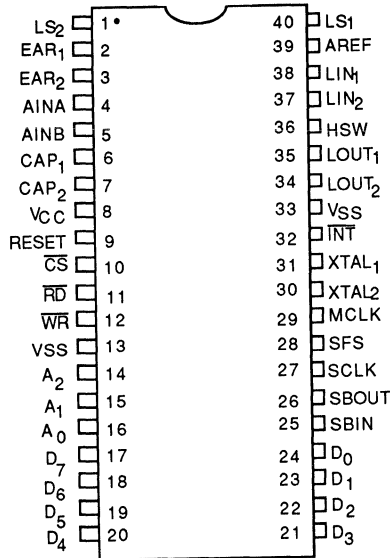 LS₂ 1 40 LS1
EAR₁ 2 39 AREF
EAR₂ 3 38 LIN₁
AINA 4 37 LIN₂
AINB 5 36 HSW
CAP₁ 6 35 LOUT₁
CAP₂ 7 34 LOUT₂
VCC 8 33 VSS
RESET 9 32 I̅N̅T̅
C̅S̅ 10 31 XTAL₁
R̅D̅ 11 30 XTAL2
W̅R̅ 12 29 MCLK
VSS 13 28 SFS
A₂ 14 27 SCLK
A₁ 15 26 SBOUT
A₀ 16 25 SBIN
D₇ 17 24 D₀
D₆ 18 23 D₁
D₅ 19 22 D₂
D₄ 20 21 D₃